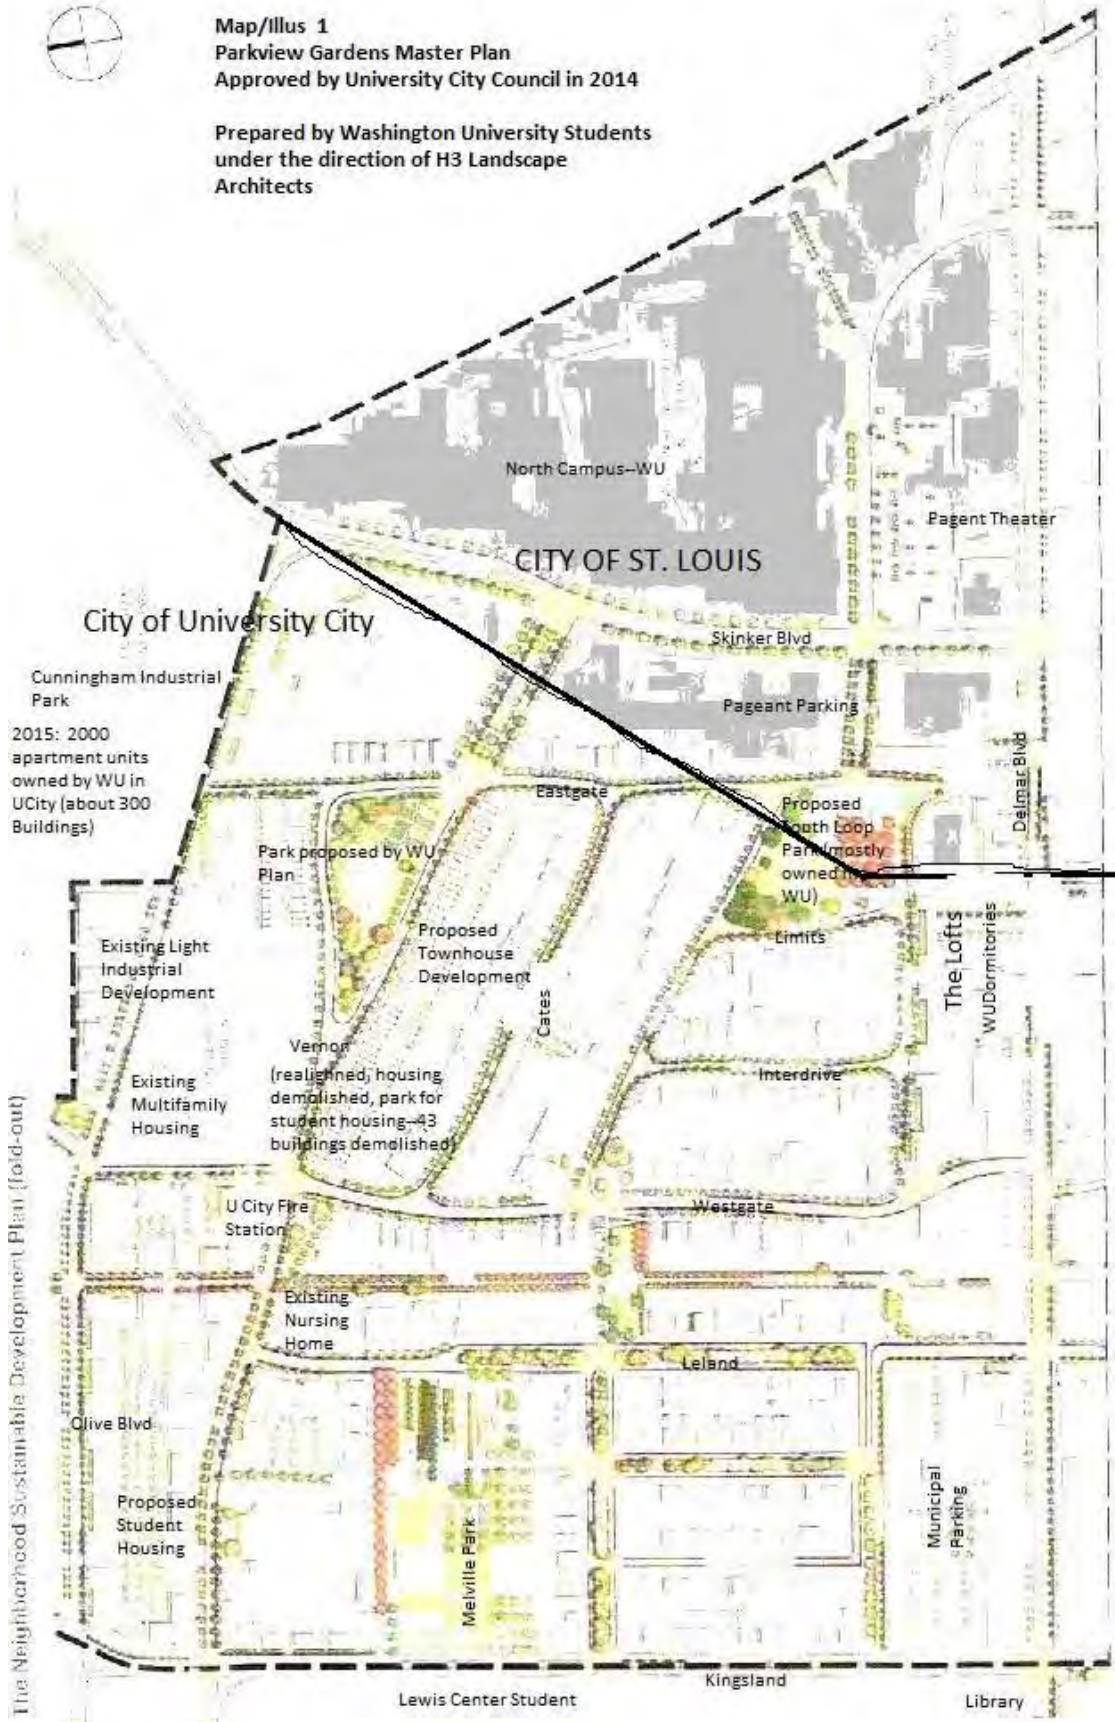 Map/Illus 1
Parkview Gardens Master Plan
Approved by University City Council in 2014
Prepared by Washington University Students
under the direction of H3 Landscape
Architects
North Campus--WU
Pagent Theater
CITY OF ST. LOUIS
City of University City
Skinker Blvd
Cunningham Industrial
Park
Pageant Parking
2015: 2000
apartment units
owned by WU in
UCity (about 300
Buildings)
Delmar Blvd
Eastgate
Proposed
South Loop
Park (mostly
owned
WU)
Park proposed by WU
Plan
Proposed
Townhouse
Development
Limits
The Lofts
WUDormitories
Existing Light
Industrial
Development
Cates
Vernon
(realighned, housing
demolished, park for
student housing--43
buildings demolished)
Interdrive
Existing
Multifamily
Housing
U City Fire
Station
Westgate
Existing
Nursing
Home
Leland
Olive Blvd
Proposed
Student
Housing
Melville Park
Municipal
Parking
The Neighborhood Sustainable Development Plan (fold-out)
Kingsland
Lewis Center Student
Library